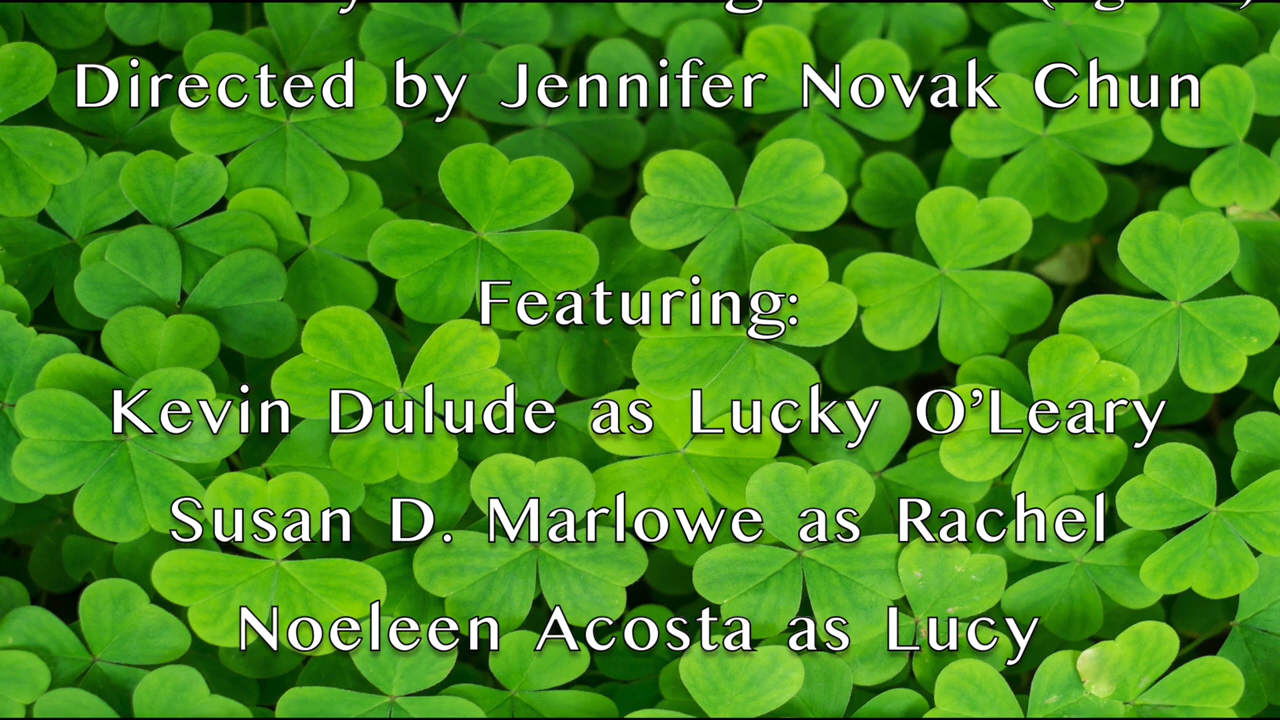 Directed by Jennifer Novak Chun
Featuring:
Kevin Dulude as Lucky O’Leary
Susan D. Marlowe as Rachel
Noeleen Acosta as Lucy